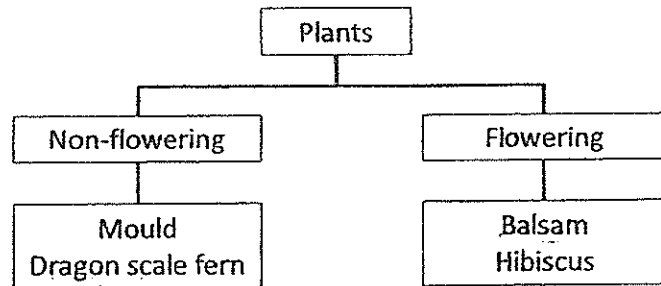 Plants
Non-flowering
Flowering
Mould
Dragon scale fern
Balsam
Hibiscus